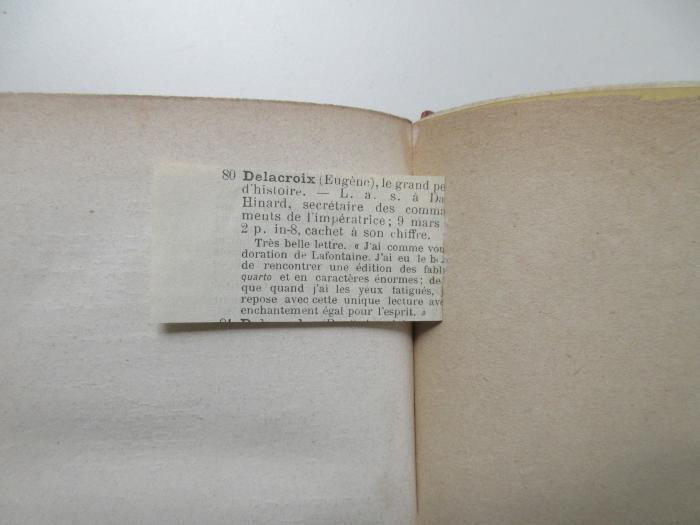 80 Delacroix (Eugène), le grand pe
d'histoire. — L. a. s. à Da
Hinard, secrétaire des comma
ments de l'impératrice; 9 mars
2 p. in-8, cachet à son chiffre.
Très belle lettre. « J'ai comme vou
doration de Lafontaine. J'ai eu le bo
de rencontrer une édition des fabl
quarto et en caractères énormes; de
que quand j'ai les yeux fatigués,
repose avec cette unique lecture ave
enchantement égal pour l'esprit. »